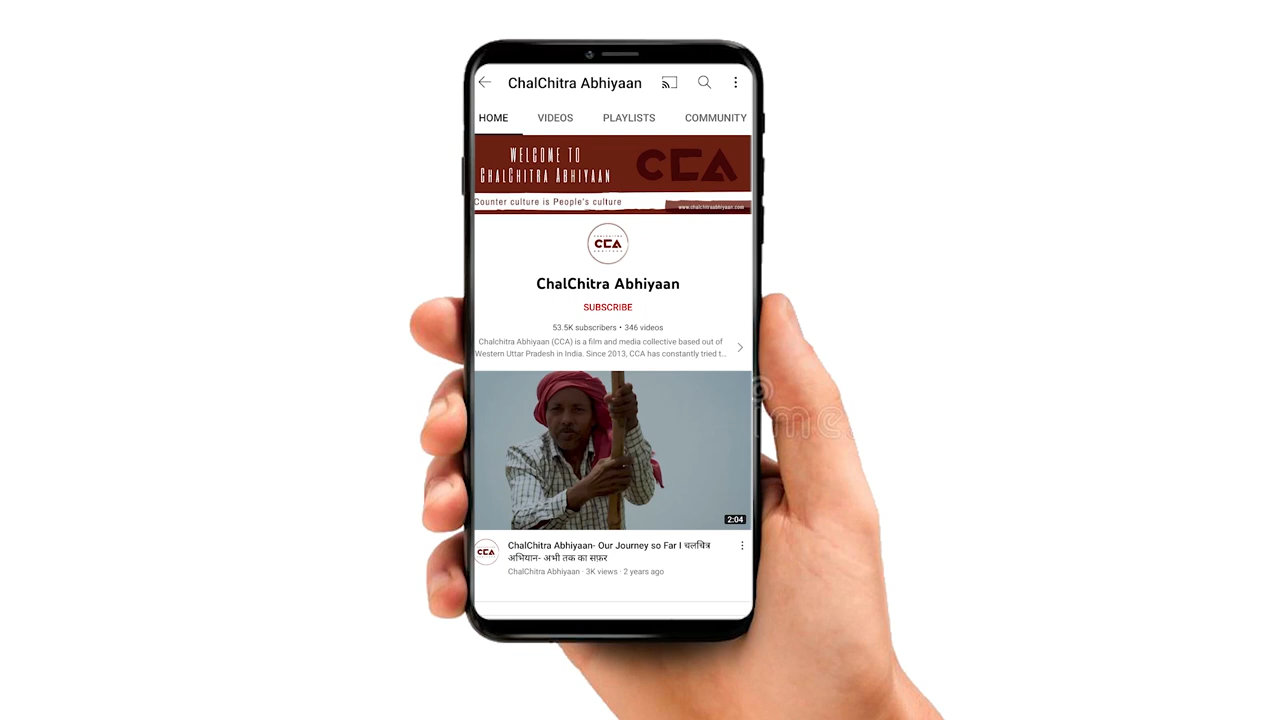 ChalChitra Abhiyaan
HOME VIDEOS PLAYLISTS COMMUNITY
WELCOME TO
CHALCHITRA ABHIYAAN
CCA
Counter culture is People's culture
www.chalchitraabhiyaan.com
CCA
ChalChitra Abhiyaan
SUBSCRIBE
53.5K subscribers • 346 videos
Chalchitra Abhiyaan (CCA) is a film and media collective based out of
Western Uttar Pradesh in India. Since 2013, CCA has constantly tried t...
2:04
CCA
ChalChitra Abhiyaan- Our Journey so Far I चलचित्र
अभियान- अभी तक का सफ़र
ChalChitra Abhiyaan · 3K views · 2 years ago